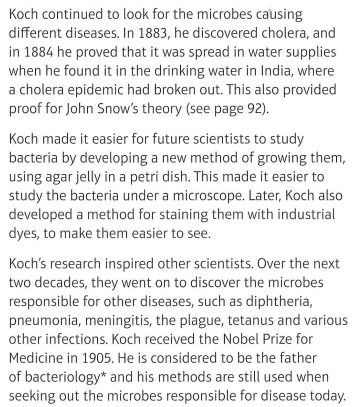 Koch continued to look for the microbes causing
different diseases. In 1883, he discovered cholera, and
in 1884 he proved that it was spread in water supplies
when he found it in the drinking water in India, where
a cholera epidemic had broken out. This also provided
proof for John Snow's theory (see page 92).
Koch made it easier for future scientists to study
bacteria by developing a new method of growing them,
using agar jelly in a petri dish. This made it easier to
study the bacteria under a microscope. Later, Koch also
developed a method for staining them with industrial
dyes, to make them easier to see.
Koch's research inspired other scientists. Over the next
two decades, they went on to discover the microbes
responsible for other diseases, such as diphtheria,
pneumonia, meningitis, the plague, tetanus and various
other infections. Koch received the Nobel Prize for
Medicine in 1905. He is considered to be the father
of bacteriology* and his methods are still used when
seeking out the microbes responsible for disease today.